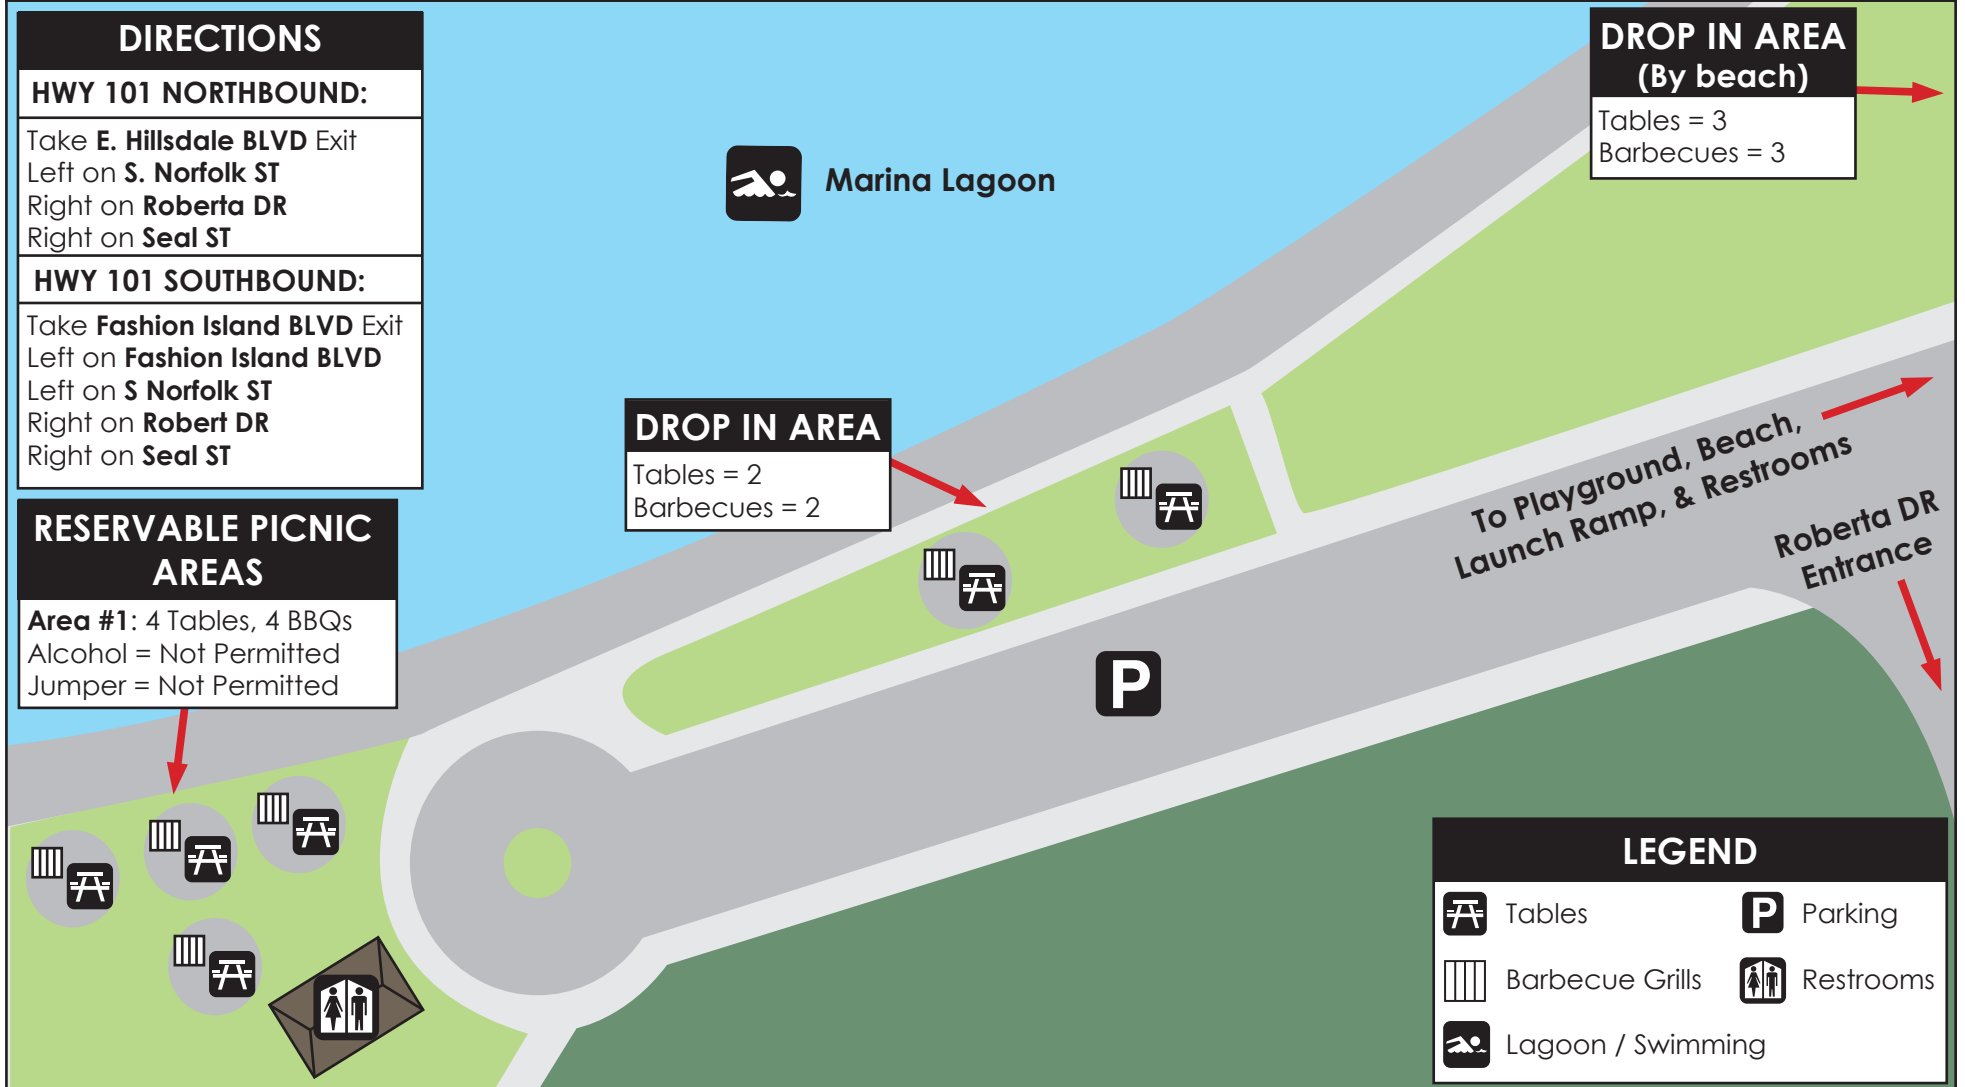 DIRECTIONS
HWY 101 NORTHBOUND:
Take E. Hillsdale BLVD Exit
Left on S. Norfolk ST
Right on Roberta DR
Right on Seal ST
HWY 101 SOUTHBOUND:
Take Fashion Island BLVD Exit
Left on Fashion Island BLVD
Left on S Norfolk ST
Right on Robert DR
Right on Seal ST
RESERVABLE PICNIC
AREAS
Area #1: 4 Tables, 4 BBQs
Alcohol = Not Permitted
Jumper = Not Permitted
Marina Lagoon
DROP IN AREA
Tables = 2
Barbecues = 2
DROP IN AREA
(By beach)
Tables = 3
Barbecues = 3
To Playground, Beach,
Launch Ramp, & Restrooms
Roberta DR
Entrance
P
LEGEND
Tables
P Parking
Barbecue Grills
Restrooms
Lagoon / Swimming